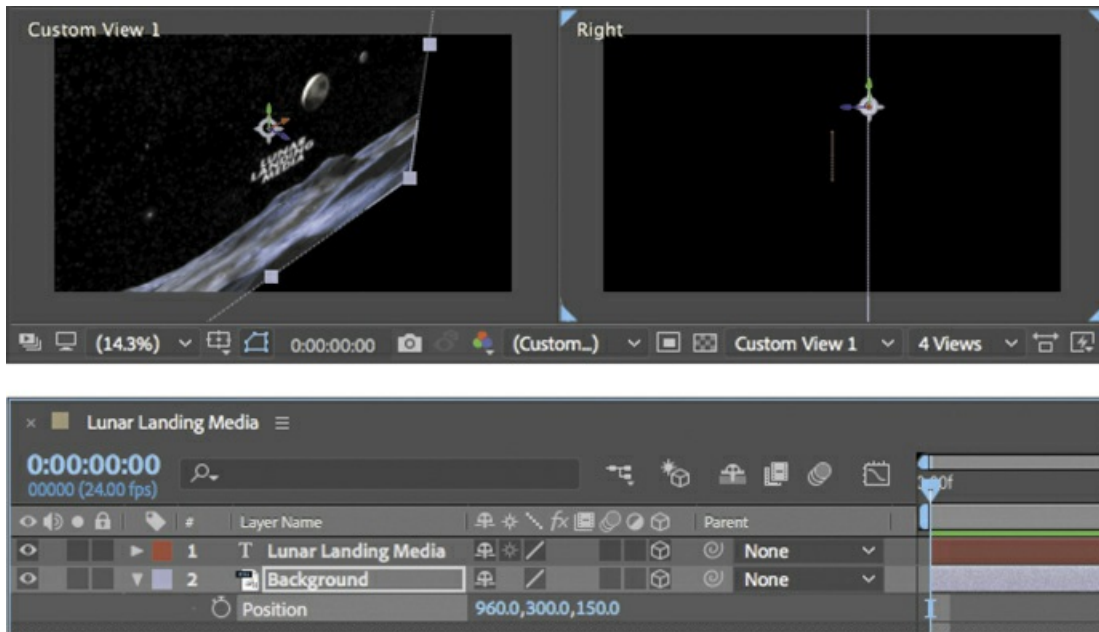 Custom View 1
Right
LUNAR
LANDING
MEDIA
(14.3%) 0:00:00:00 (Custom...) Custom View 1 4 Views
× Lunar Landing Media
0:00:00:00
00000 (24.00 fps)
# Layer Name fx Parent
1 T Lunar Landing Media None
2 Background None
Position 960.0,300.0,150.0